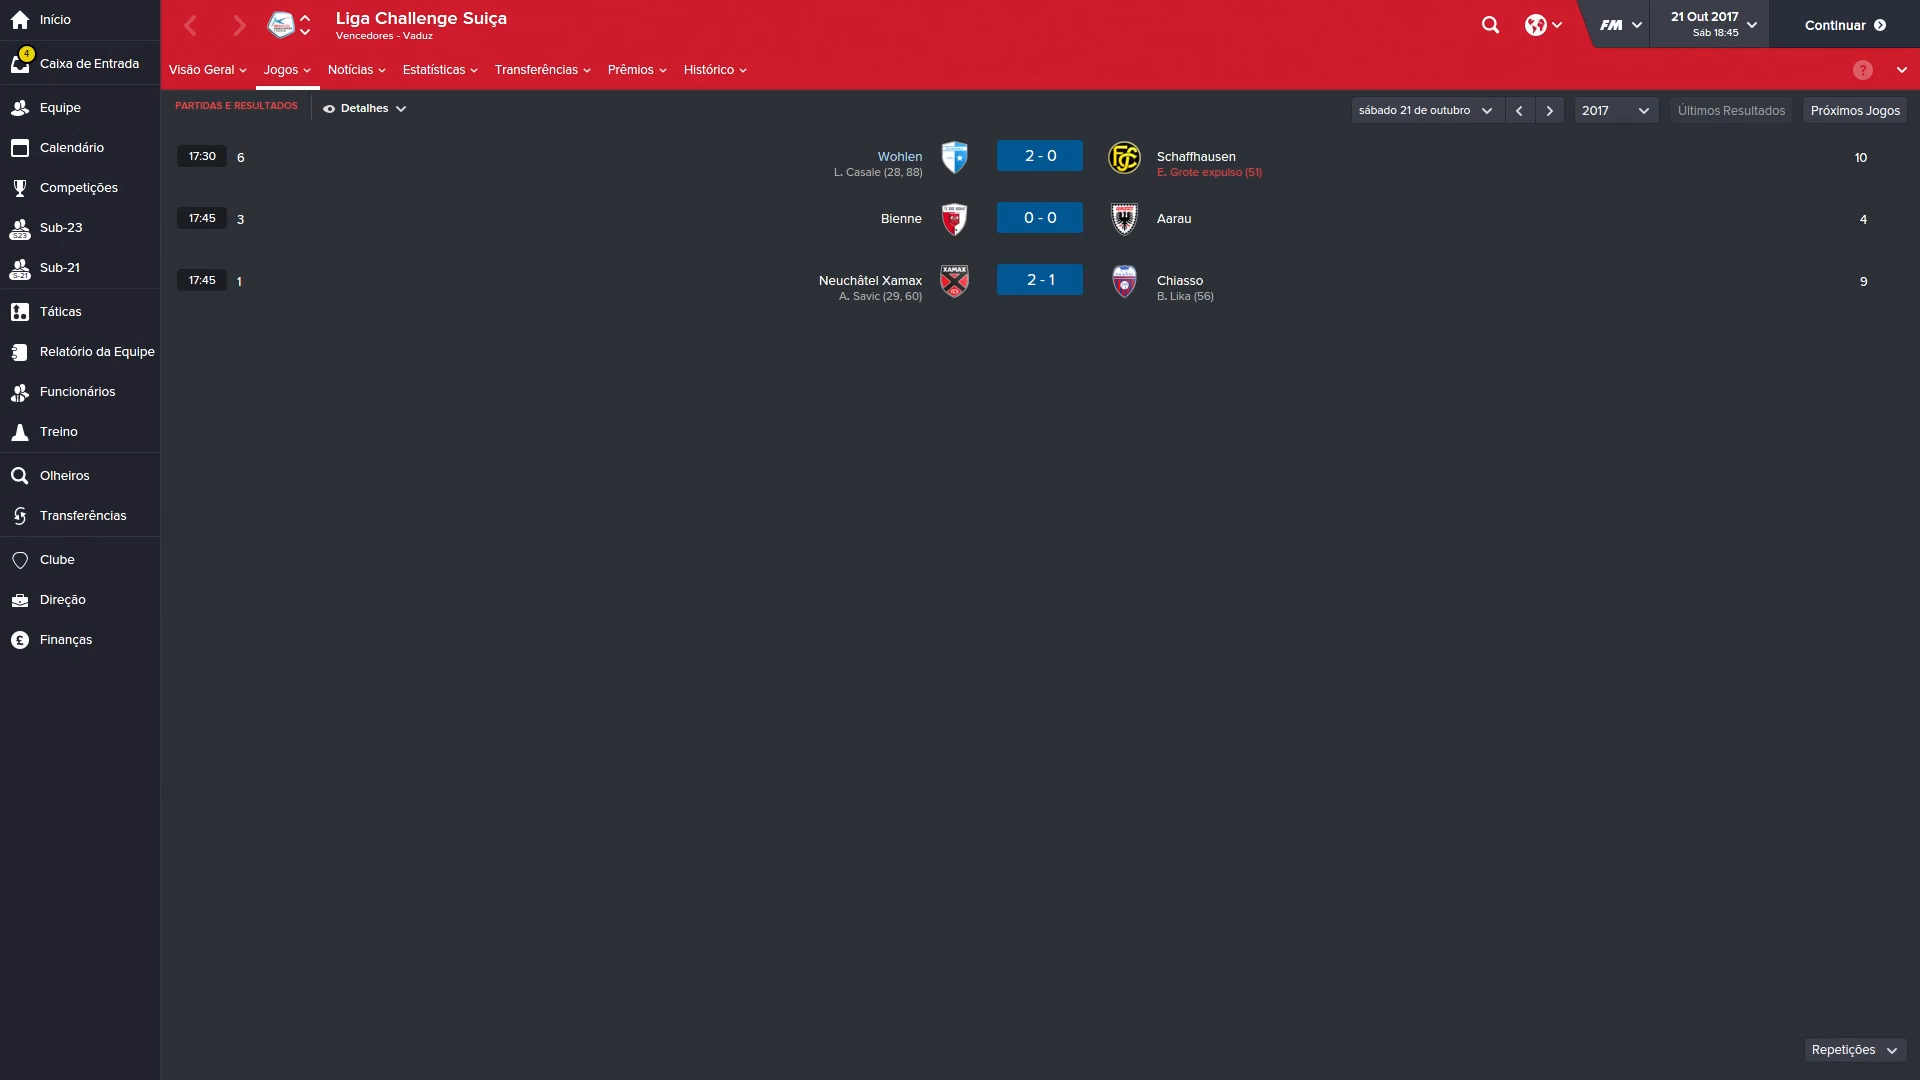 Início
4
Caixa de Entrada
Equipe
Calendário
Competições
S23
Sub-23
S-21
Sub-21
Táticas
Relatório da Equipe
Funcionários
Treino
Olheiros
Transferências
Clube
Direção
£ Finanças
Liga Challenge Suiça
Vencedores - Vaduz
FM
21 Out 2017
Sáb 18:45
Continuar
Visão Geral
Jogos
Notícias
Estatísticas
Transferências
Prêmios
Histórico
?
PARTIDAS E RESULTADOS
Detalhes
sábado 21 de outubro
2017
Últimos Resultados
Próximos Jogos
17:30 6 Wohlen 2 - 0 Schaffhausen 10
L. Casale (28, 88) E. Grote expulso (51)
17:45 3 Bienne 0 - 0 Aarau 4
17:45 1 Neuchâtel Xamax XAMAX 2 - 1 Chiasso 9
A. Savic (29, 60) B. Lika (56)
Repetições